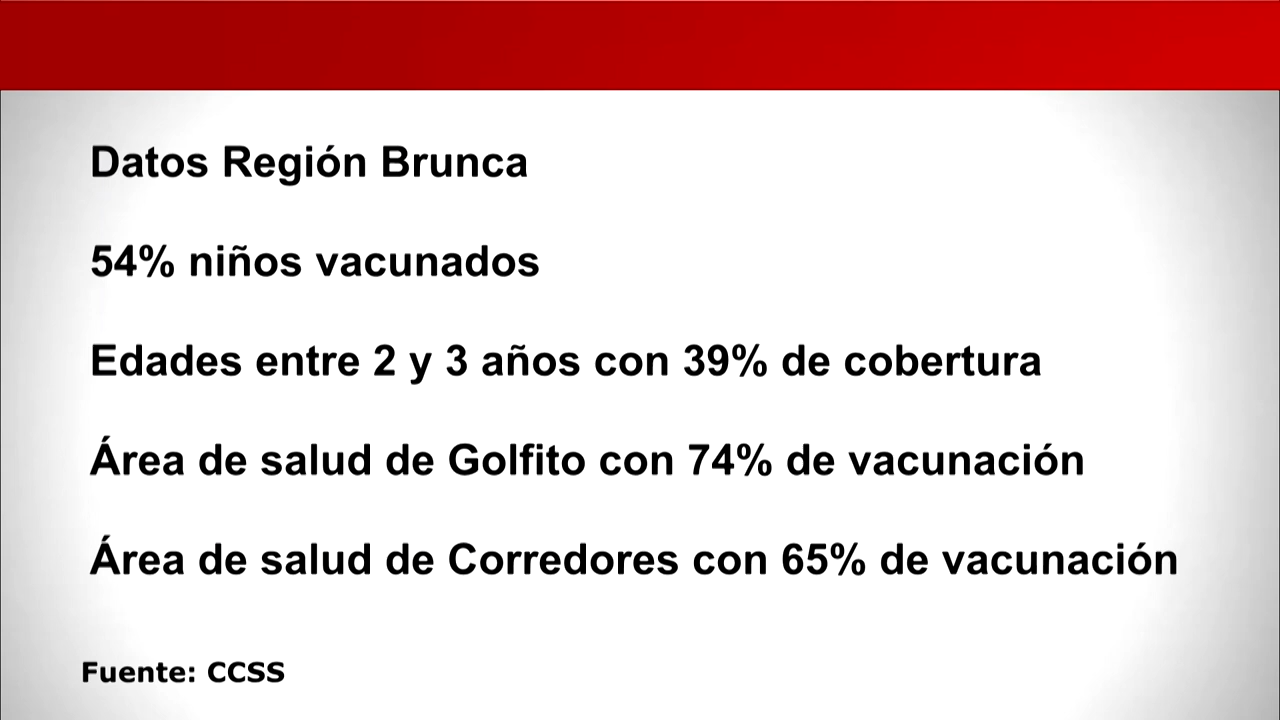 Datos Región Brunca
54% niños vacunados
Edades entre 2 y 3 años con 39% de cobertura
Área de salud de Golfito con 74% de vacunación
Área de salud de Corredores con 65% de vacunación
Fuente: CCSS